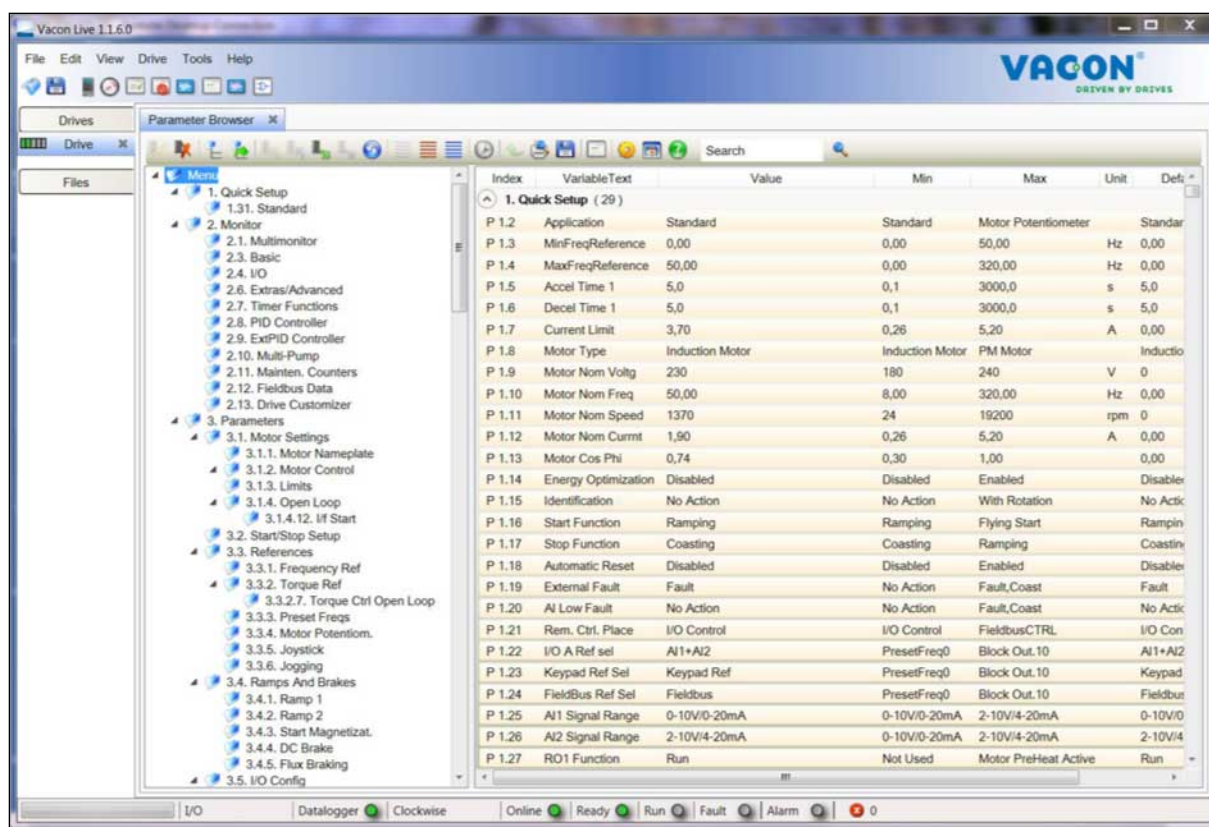 Vacon Live 1.1.6.0
File Edit View Drive Tools Help
VACON®
DRIVEN BY DRIVES
Drives
Drive
Files
Parameter Browser
Search
Menu
1. Quick Setup
1.31. Standard
2. Monitor
2.1. Multimonitor
2.3. Basic
2.4. I/O
2.6. Extras/Advanced
2.7. Timer Functions
2.8. PID Controller
2.9. ExtPID Controller
2.10. Multi-Pump
2.11. Mainten. Counters
2.12. Fieldbus Data
2.13. Drive Customizer
3. Parameters
3.1. Motor Settings
3.1.1. Motor Nameplate
3.1.2. Motor Control
3.1.3. Limits
3.1.4. Open Loop
3.1.4.12. I/f Start
3.2. Start/Stop Setup
3.3. References
3.3.1. Frequency Ref
3.3.2. Torque Ref
3.3.2.7. Torque Ctrl Open Loop
3.3.3. Preset Freqs
3.3.4. Motor Potentiom.
3.3.5. Joystick
3.3.6. Jogging
3.4. Ramps And Brakes
3.4.1. Ramp 1
3.4.2. Ramp 2
3.4.3. Start Magnetizat.
3.4.4. DC Brake
3.4.5. Flux Braking
3.5. I/O Config
Index VariableText Value Min Max Unit Defa
1. Quick Setup (29)
P 1.2 Application Standard Standard Motor Potentiometer Standar
P 1.3 MinFreqReference 0,00 0,00 50,00 Hz 0,00
P 1.4 MaxFreqReference 50,00 0,00 320,00 Hz 0,00
P 1.5 Accel Time 1 5,0 0,1 3000,0 s 5,0
P 1.6 Decel Time 1 5,0 0,1 3000,0 s 5,0
P 1.7 Current Limit 3,70 0,26 5,20 A 0,00
P 1.8 Motor Type Induction Motor Induction Motor PM Motor Inductio
P 1.9 Motor Nom Voltg 230 180 240 V 0
P 1.10 Motor Nom Freq 50,00 8,00 320,00 Hz 0,00
P 1.11 Motor Nom Speed 1370 24 19200 rpm 0
P 1.12 Motor Nom Currnt 1,90 0,26 5,20 A 0,00
P 1.13 Motor Cos Phi 0,74 0,30 1,00 0,00
P 1.14 Energy Optimization Disabled Disabled Enabled Disable
P 1.15 Identification No Action No Action With Rotation No Actic
P 1.16 Start Function Ramping Ramping Flying Start Rampin
P 1.17 Stop Function Coasting Coasting Ramping Coastin
P 1.18 Automatic Reset Disabled Disabled Enabled Disable
P 1.19 External Fault Fault No Action Fault,Coast Fault
P 1.20 AI Low Fault No Action No Action Fault,Coast No Actic
P 1.21 Rem. Ctrl. Place I/O Control I/O Control FieldbusCTRL I/O Con
P 1.22 I/O A Ref sel AI1+AI2 PresetFreq0 Block Out.10 AI1+AI2
P 1.23 Keypad Ref Sel Keypad Ref PresetFreq0 Block Out.10 Keypad
P 1.24 FieldBus Ref Sel Fieldbus PresetFreq0 Block Out.10 Fieldbus
P 1.25 AI1 Signal Range 0-10V/0-20mA 0-10V/0-20mA 2-10V/4-20mA 0-10V/0
P 1.26 AI2 Signal Range 2-10V/4-20mA 0-10V/0-20mA 2-10V/4-20mA 2-10V/4
P 1.27 RO1 Function Run Not Used Motor PreHeat Active Run
I/O Datalogger Clockwise Online Ready Run Fault Alarm 0